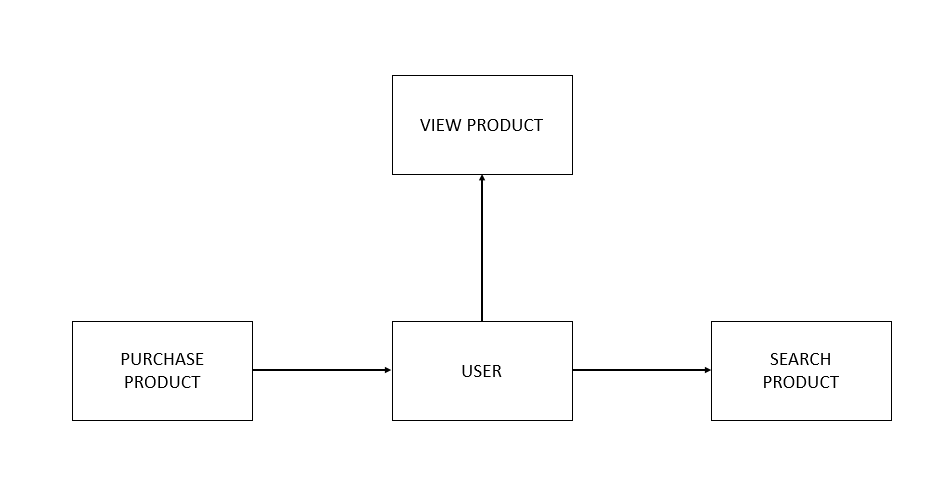 VIEW PRODUCT
PURCHASE
PRODUCT
USER
SEARCH
PRODUCT